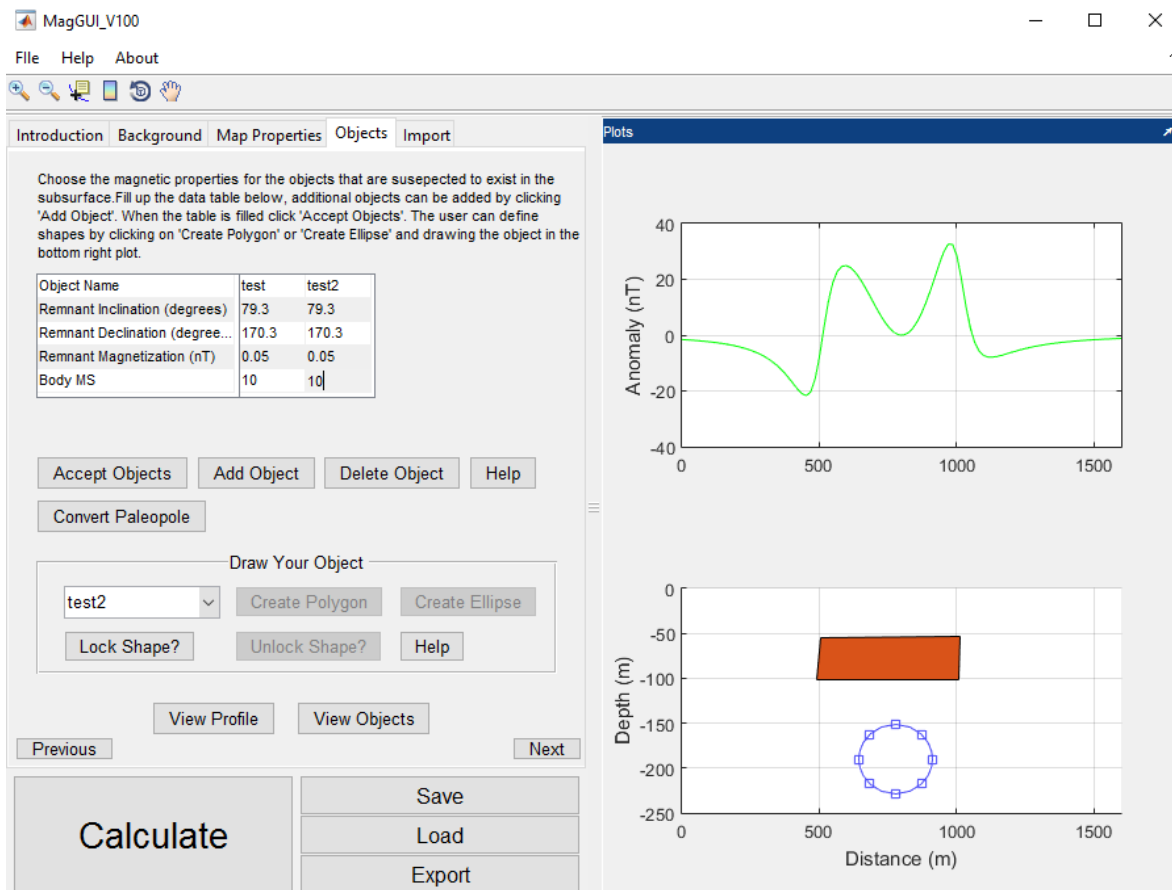 MagGUI_V100
FIle Help About
Introduction Background Map Properties Objects Import
Choose the magnetic properties for the objects that are susepected to exist in the
subsurface.Fill up the data table below, additional objects can be added by clicking
'Add Object'. When the table is filled click 'Accept Objects'. The user can define
shapes by clicking on 'Create Polygon' or 'Create Ellipse' and drawing the object in the
bottom right plot.
Object Name test test2
Remnant Inclination (degrees) 79.3 79.3
Remnant Declination (degree... 170.3 170.3
Remnant Magnetization (nT) 0.05 0.05
Body MS 10 10
Accept Objects Add Object Delete Object Help
Convert Paleopole
Draw Your Object
test2 Create Polygon Create Ellipse
Lock Shape? Unlock Shape? Help
View Profile View Objects
Previous Next
Calculate
Save
Load
Export
Plots
40
20
0
-20
-40
Anomaly (nT)
0 500 1000 1500
0
-50
-100
-150
-200
-250
Depth (m)
0 500 1000 1500
Distance (m)